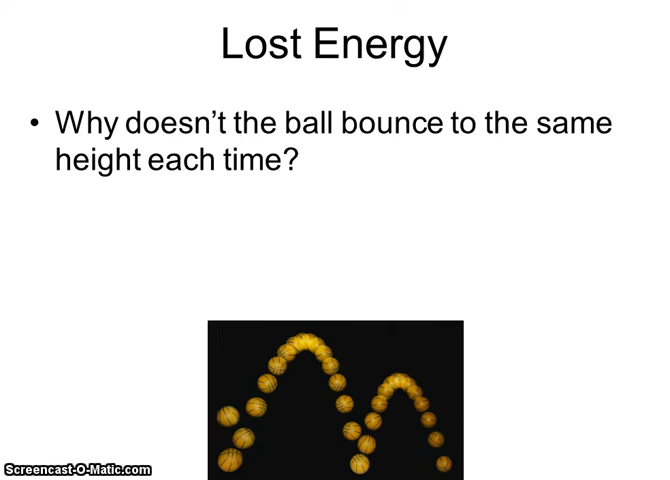 Lost Energy
• Why doesn't the ball bounce to the same
height each time?
Screencast-O-Matic.com